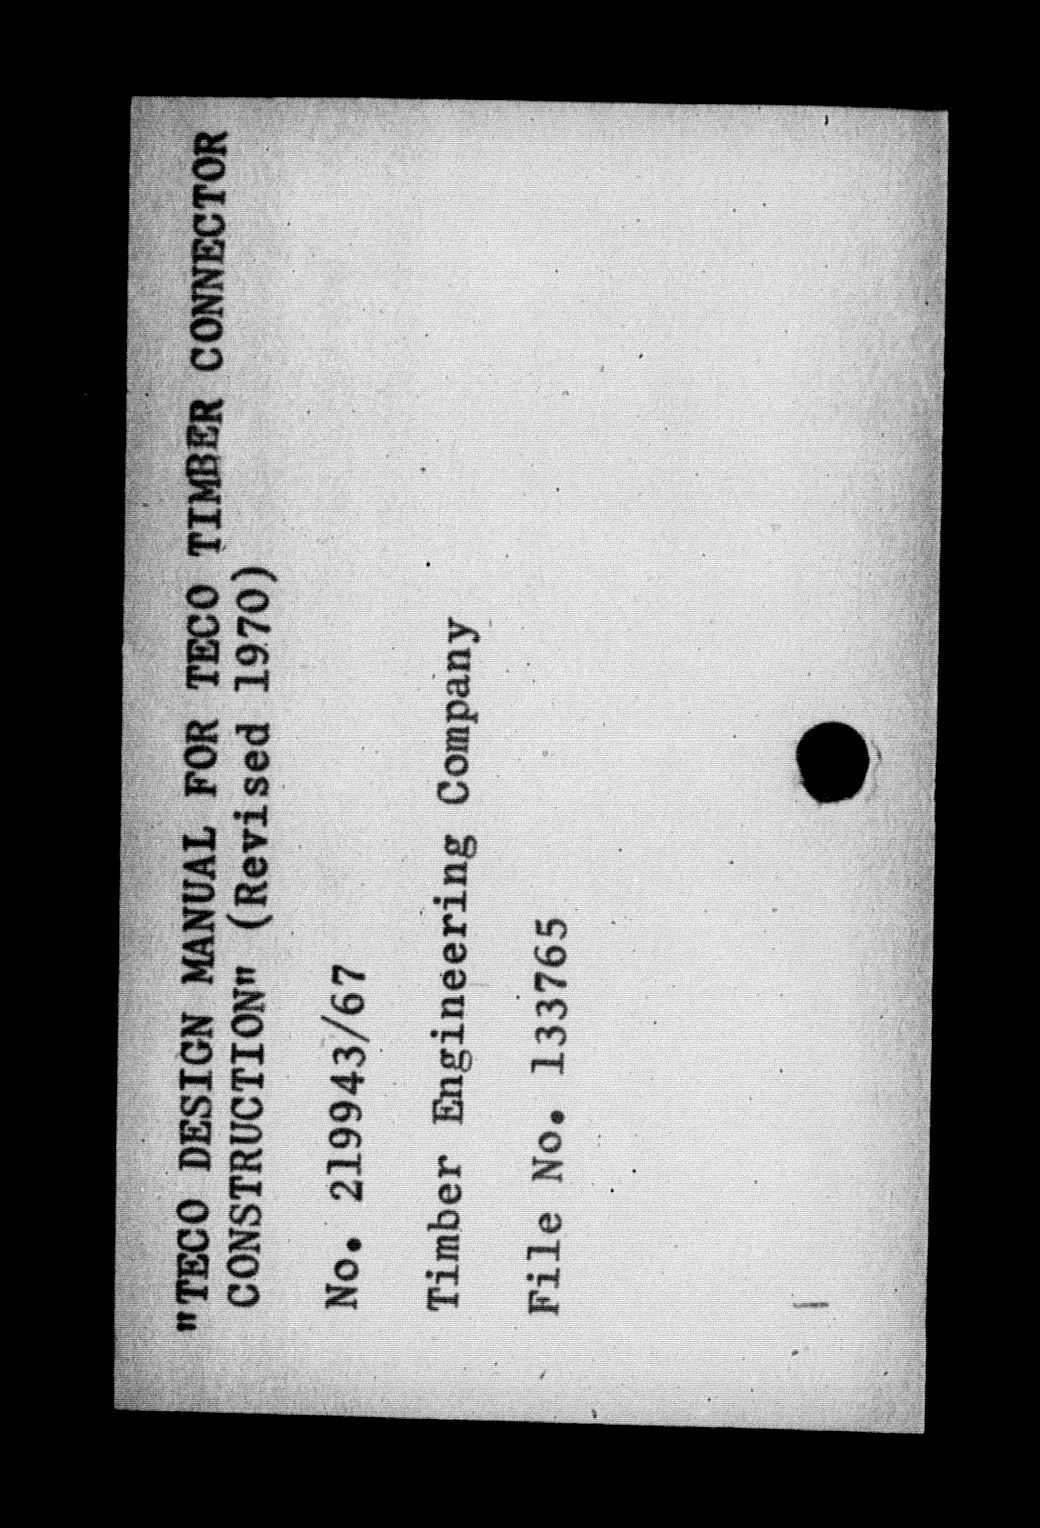 "TECO DESIGN MANUAL FOR TECO TIMBER CONNECTOR
CONSTRUCTION" (Revised 1970)
No. 219943/67
Timber Engineering Company
File No. 133765